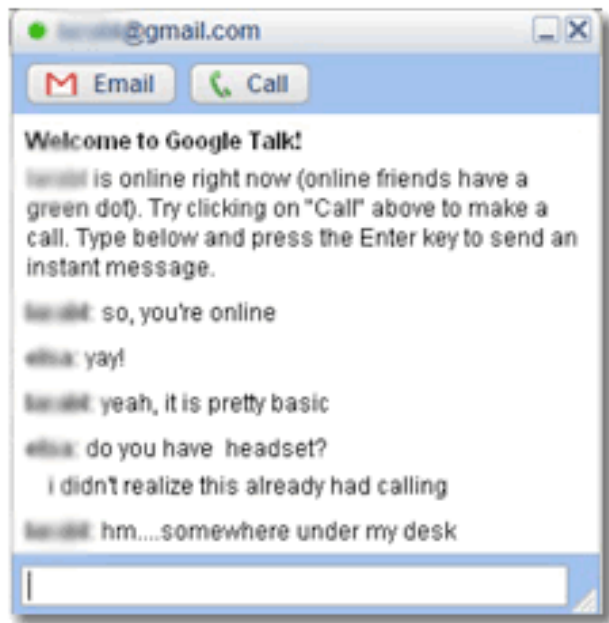 @gmail.com
Email Call
Welcome to Google Talk!
is online right now (online friends have a
green dot). Try clicking on "Call" above to make a
call. Type below and press the Enter key to send an
instant message.
: so, you're online
: yay!
: yeah, it is pretty basic
: do you have headset?
i didn't realize this already had calling
: hm....somewhere under my desk